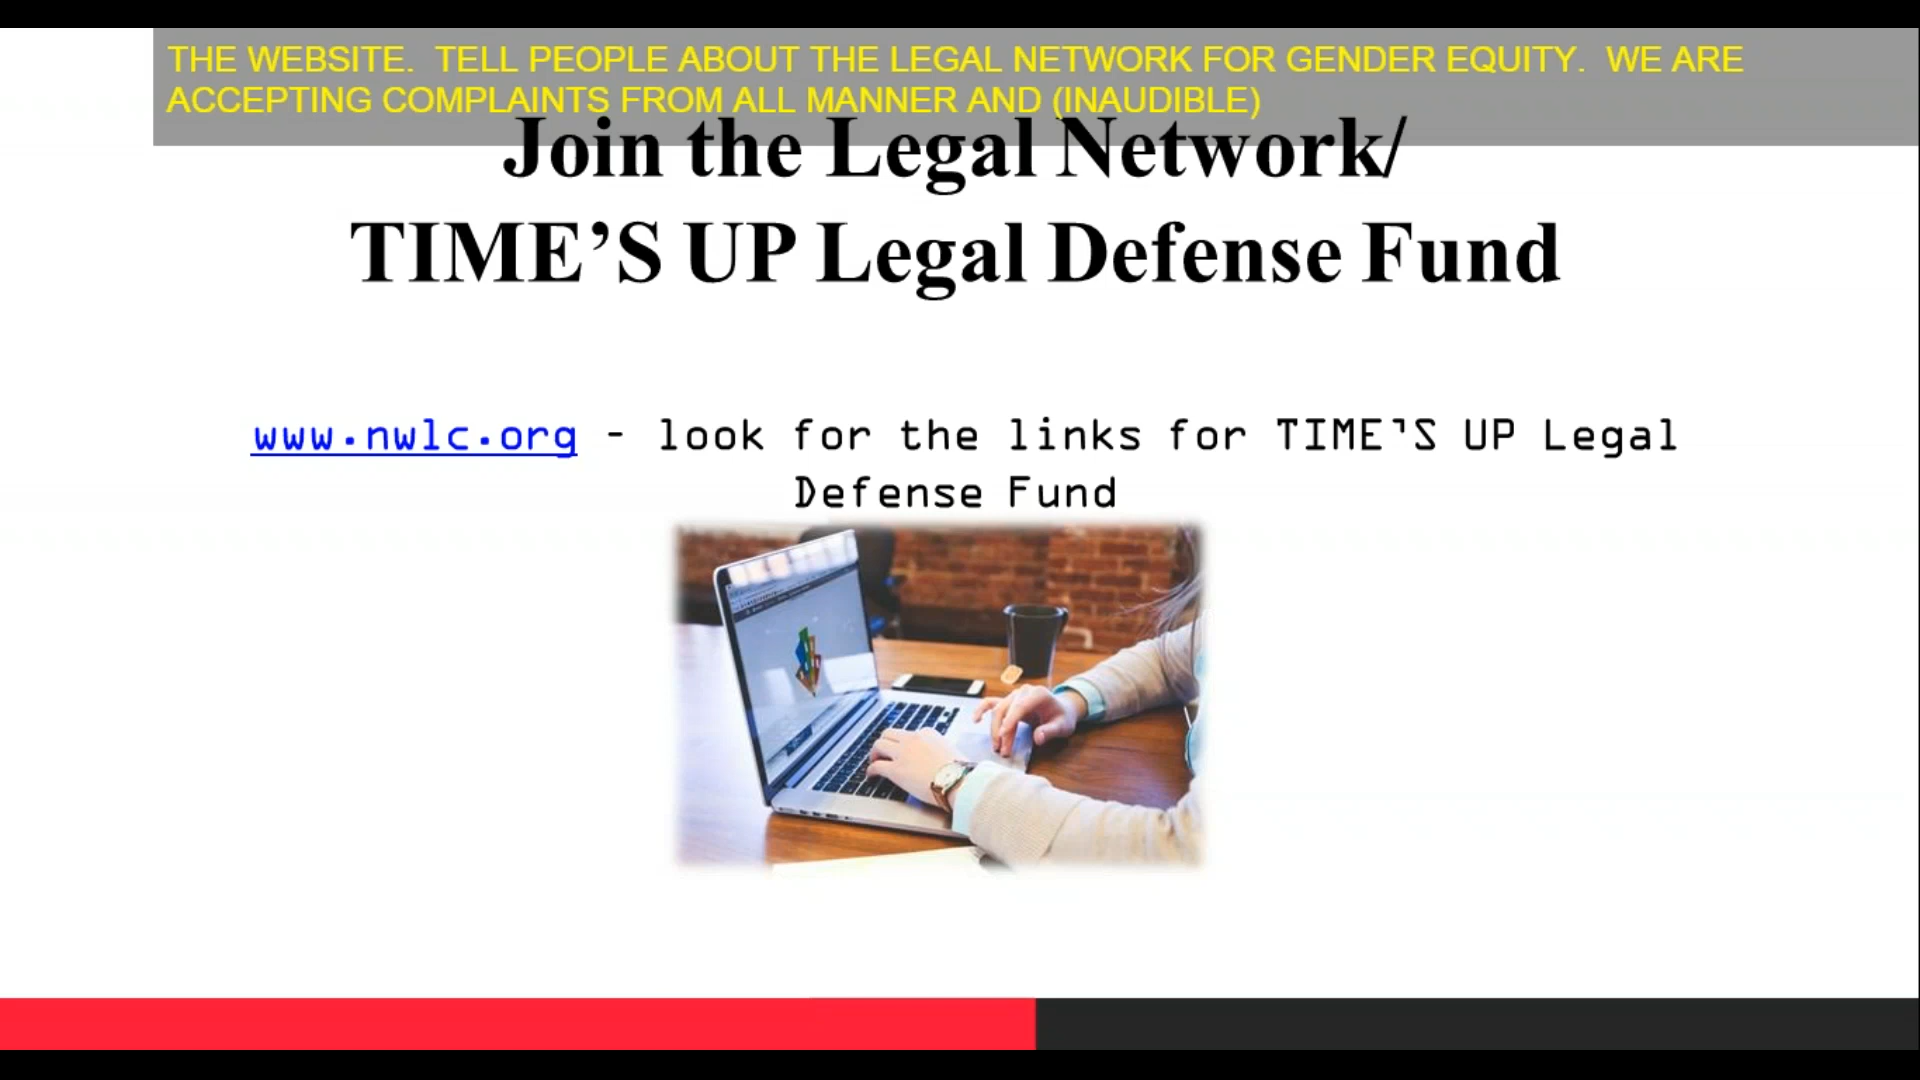 THE WEBSITE.  TELL PEOPLE ABOUT THE LEGAL NETWORK FOR GENDER EQUITY.  WE ARE
ACCEPTING COMPLAINTS FROM ALL MANNER AND (INAUDIBLE)
Join the Legal Network/
TIME’S UP Legal Defense Fund
www.nwlc.org - look for the links for TIME’S UP Legal
Defense Fund